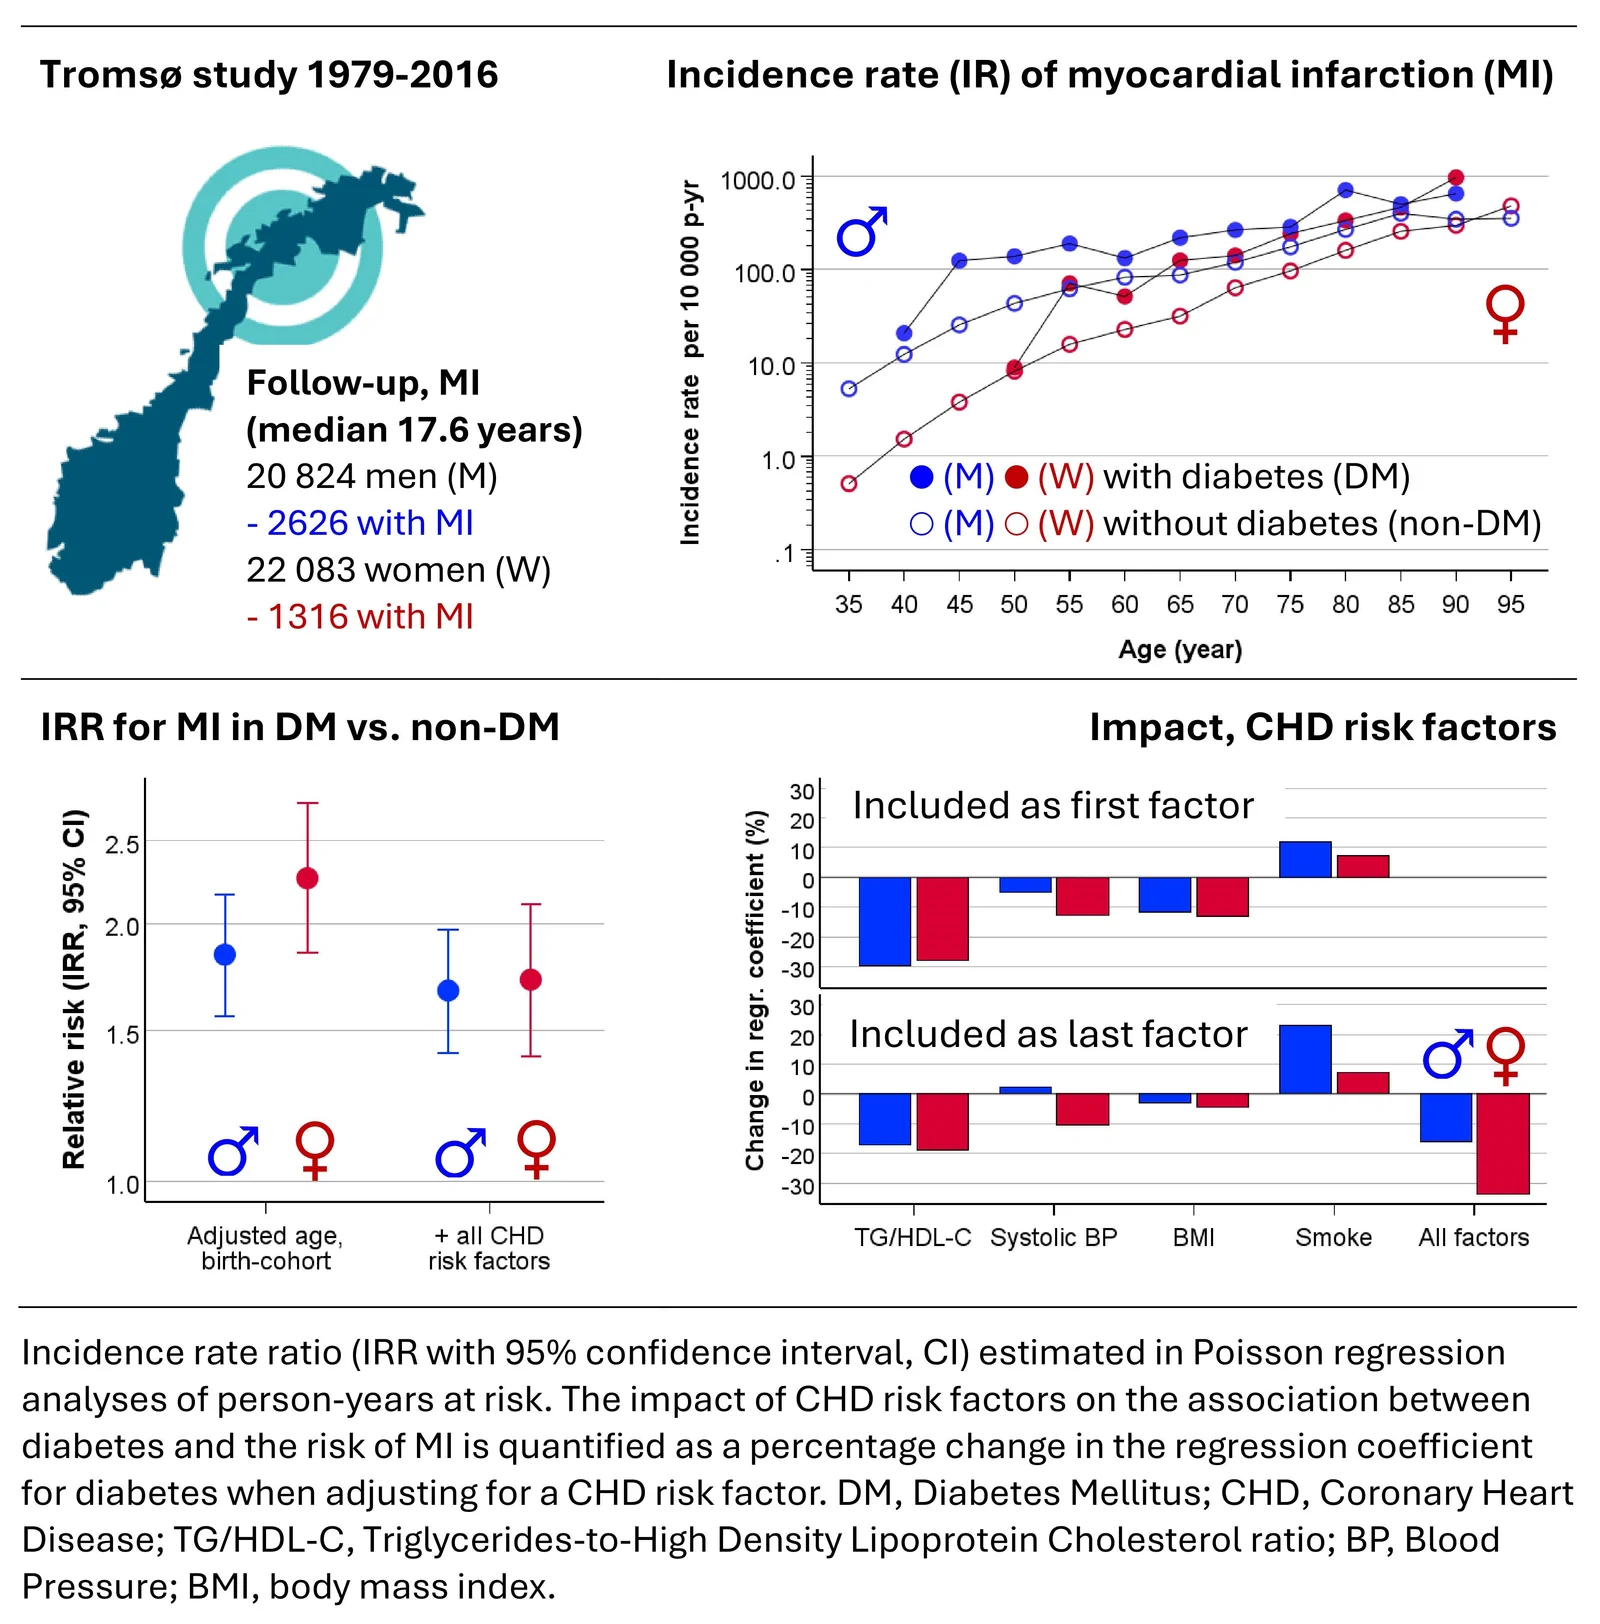 Tromsø study 1979-2016
Follow-up, MI
(median 17.6 years)
20 824 men (M)
- 2626 with MI
22 083 women (W)
- 1316 with MI
Incidence rate (IR) of myocardial infarction (MI)
Incidence rate per 10 000 p-yr
1000.0
100.0
10.0
1.0
.1
♂
♀
(M) (W) with diabetes (DM)
(M) (W) without diabetes (non-DM)
35 40 45 50 55 60 65 70 75 80 85 90 95
Age (year)
IRR for MI in DM vs. non-DM
Relative risk (IRR, 95% CI)
2.5
2.0
1.5
1.0
♂ ♀ ♂ ♀
Adjusted age,
birth-cohort
+ all CHD
risk factors
Impact, CHD risk factors
Change in regr. coefficient (%)
Included as first factor
30
20
10
0
-10
-20
-30
Included as last factor
30
20
10
0
-10
-20
-30
♂ ♀
TG/HDL-C Systolic BP BMI Smoke All factors
Incidence rate ratio (IRR with 95% confidence interval, CI) estimated in Poisson regression
analyses of person-years at risk. The impact of CHD risk factors on the association between
diabetes and the risk of MI is quantified as a percentage change in the regression coefficient
for diabetes when adjusting for a CHD risk factor. DM, Diabetes Mellitus; CHD, Coronary Heart
Disease; TG/HDL-C, Triglycerides-to-High Density Lipoprotein Cholesterol ratio; BP, Blood
Pressure; BMI, body mass index.